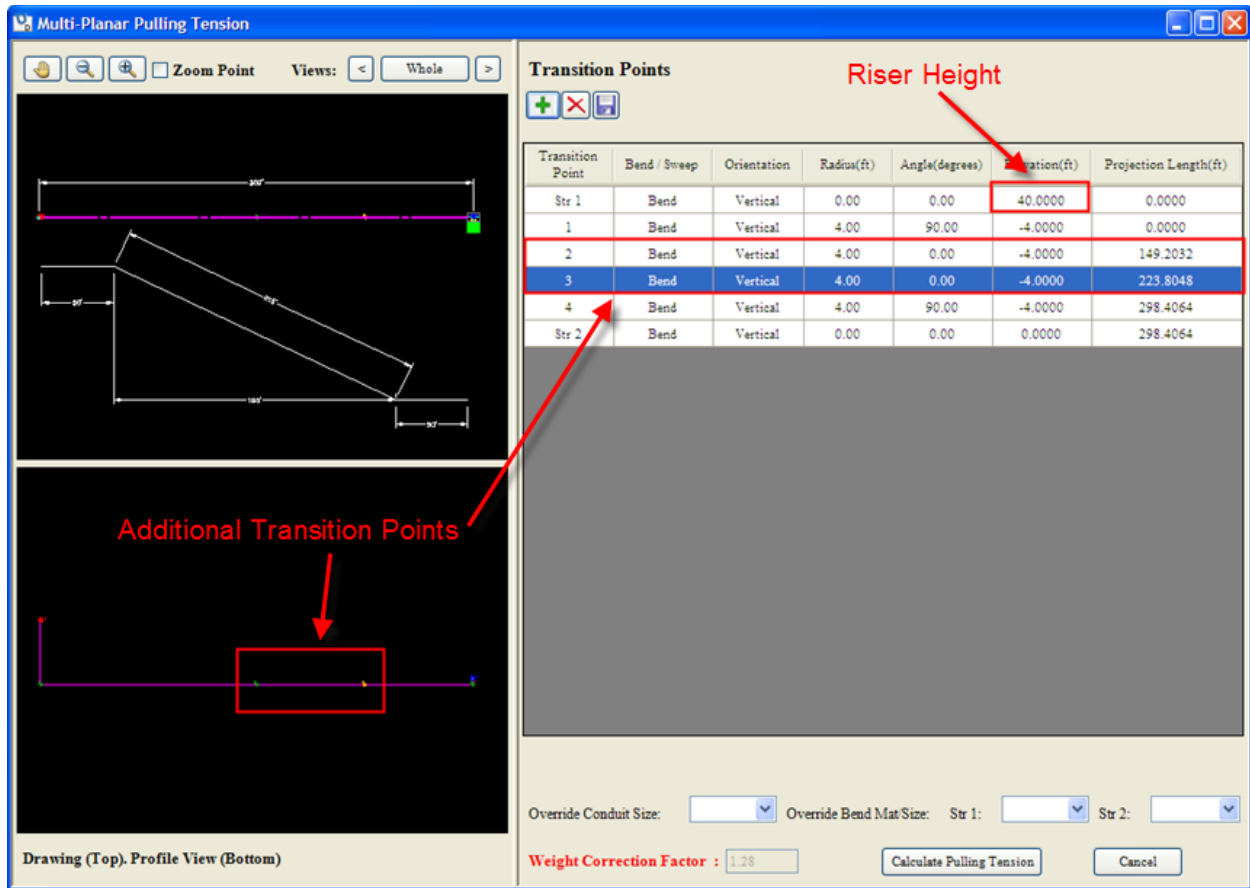 Multi-Planar Pulling Tension
Zoom Point Views: < Whole >
Transition Points
Riser Height
Transition Point Bend / Sweep Orientation Radius(ft) Angle(degrees) Projection Length(ft)
Str 1 Bend Vertical 0.00 0.00 40.0000 0.0000
1 Bend Vertical 4.00 90.00 -4.0000 0.0000
2 Bend Vertical 4.00 0.00 -4.0000 149.2032
3 Bend Vertical 4.00 0.00 -4.0000 223.8048
4 Bend Vertical 4.00 90.00 -4.0000 298.4064
Str 2 Bend Vertical 0.00 0.00 0.0000 298.4064
300'
Additional Transition Points
Override Conduit Size: Override Bend Mat/Size: Str 1: Str 2:
Drawing (Top). Profile View (Bottom)
Weight Correction Factor : 1.28 Calculate Pulling Tension Cancel